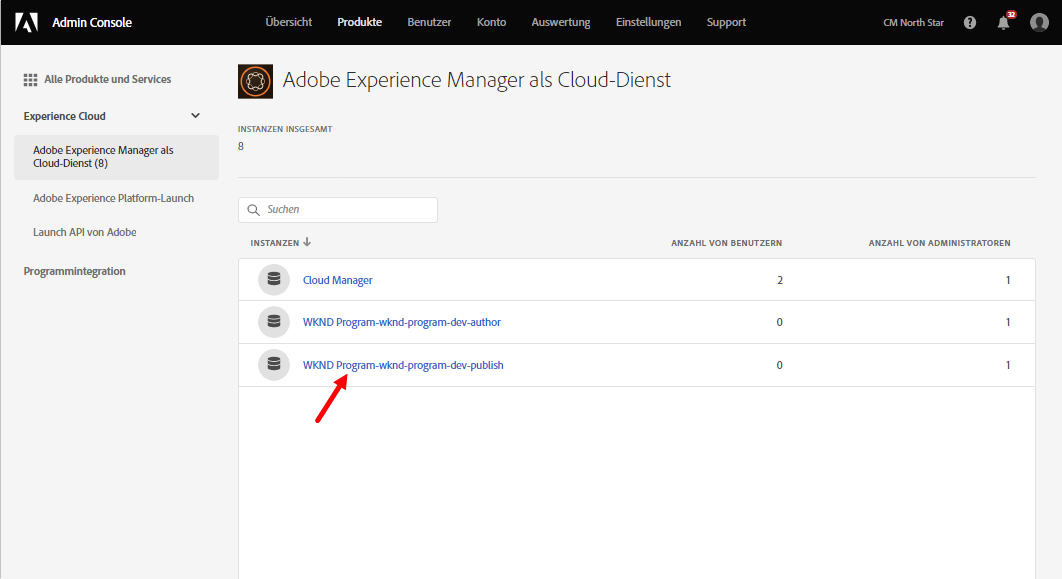 Admin Console
Übersicht
Produkte
Benutzer
Konto
Auswertung
Einstellungen
Support
CM North Star
?
32
Alle Produkte und Services
Experience Cloud
Adobe Experience Manager als
Cloud-Dienst (8)
Adobe Experience Platform-Launch
Launch API von Adobe
Programmintegration
Adobe Experience Manager als Cloud-Dienst
INSTANZEN INSGESAMT
8
Suchen
INSTANZEN
ANZAHL VON BENUTZERN
ANZAHL VON ADMINISTRATOREN
Cloud Manager
2
1
WKND Program-wknd-program-dev-author
0
1
WKND Program-wknd-program-dev-publish
0
1